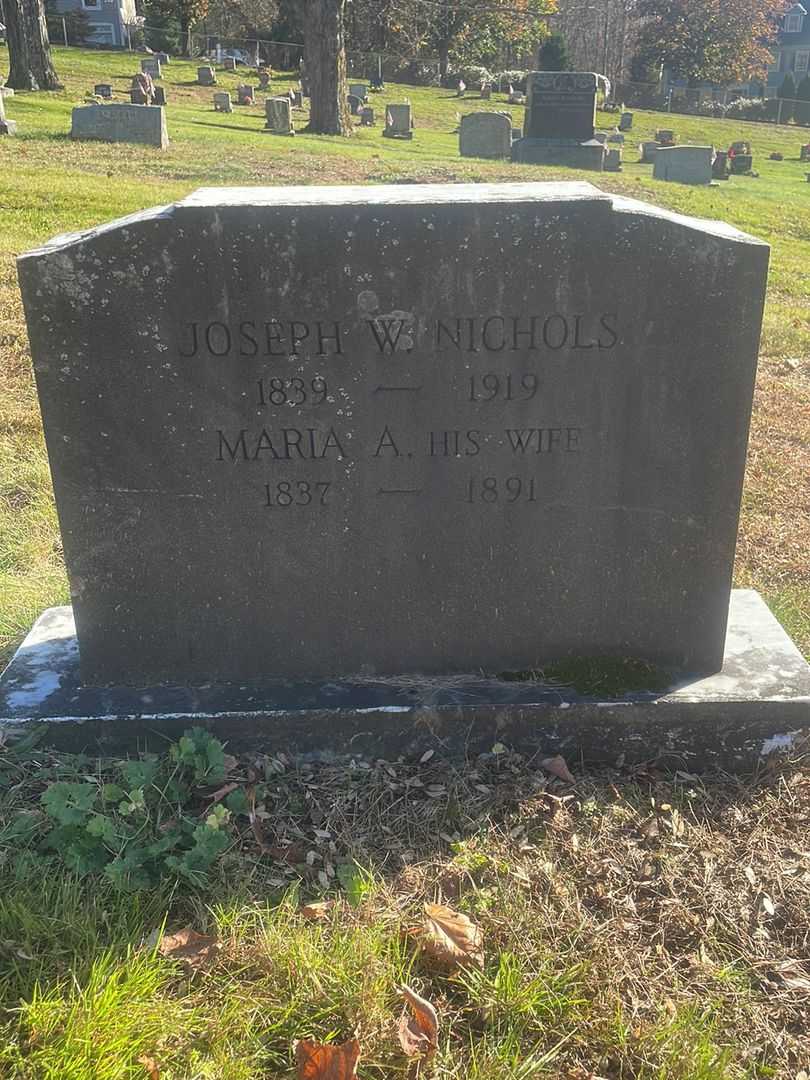 JOSEPH W. NICHOLS
1839 — 1919
MARIA A., HIS WIFE
1837 — 1891